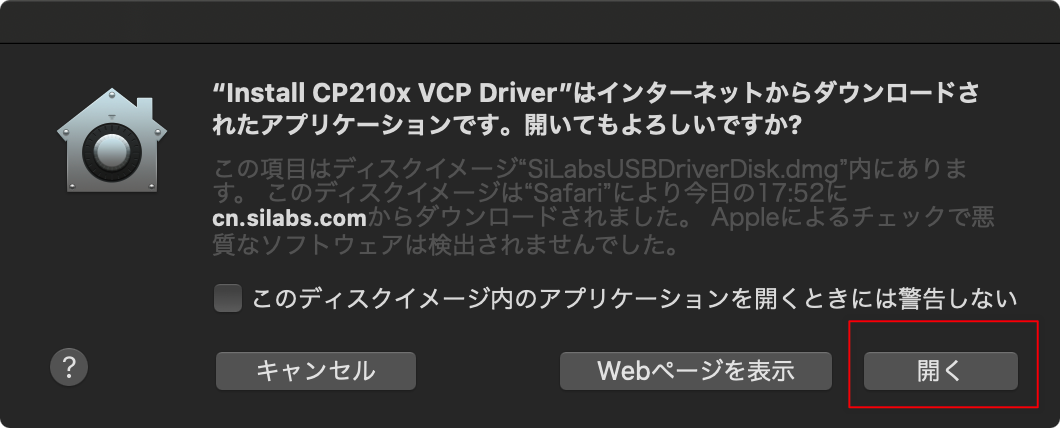 “Install CP210x VCP Driver”はインターネットからダウンロードさ
れたアプリケーションです。開いてもよろしいですか?
この項目はディスクイメージ“SiLabsUSBDriverDisk.dmg”内にありま
す。 このディスクイメージは“Safari”により今日の17:52に
cn.silabs.comからダウンロードされました。 Appleによるチェックで悪
質なソフトウェアは検出されませんでした。
このディスクイメージ内のアプリケーションを開くときには警告しない
?
キャンセル
Webページを表示
開く